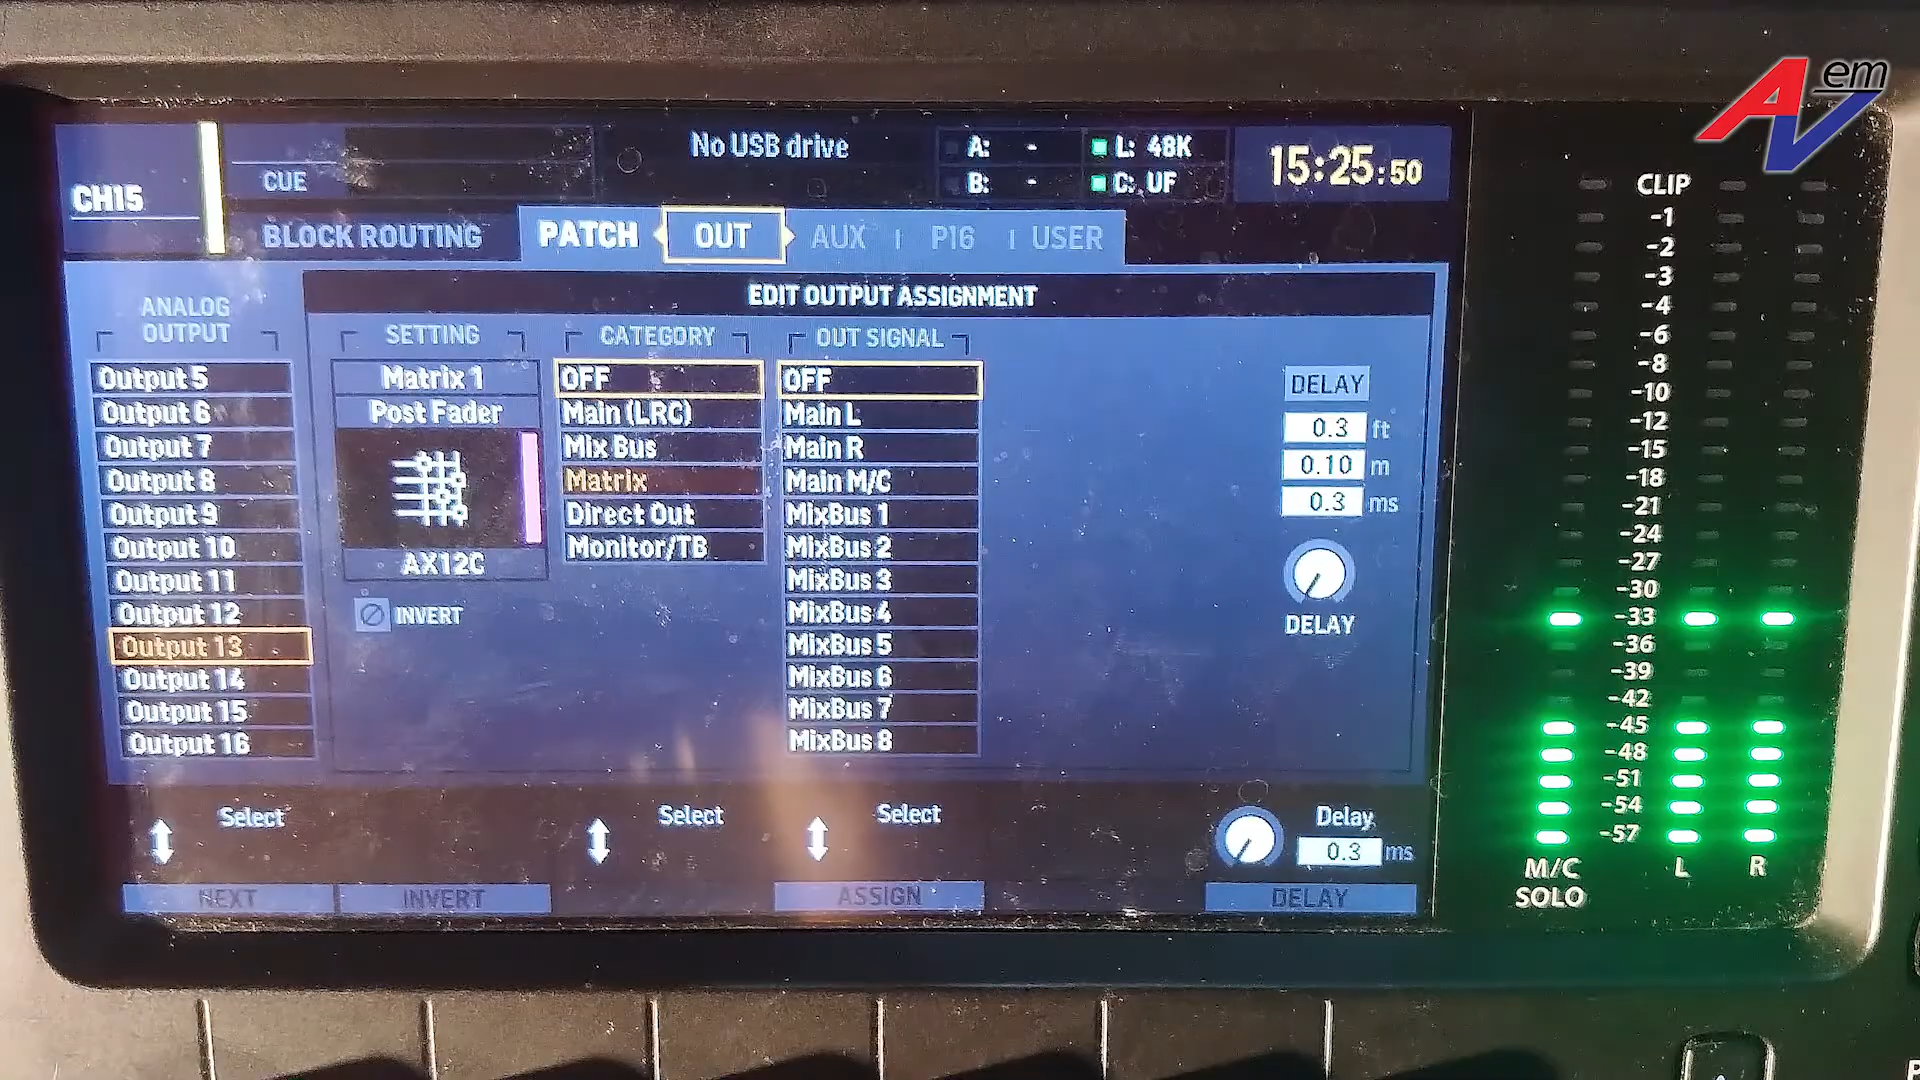 AV em
CH15
CUE
No USB drive
A: -
B: -
L: 48K
C: UF
15:25:50
BLOCK ROUTING
PATCH
OUT
AUX
P16
USER
EDIT OUTPUT ASSIGNMENT
ANALOG
OUTPUT
Output 5
Output 6
Output 7
Output 8
Output 9
Output 10
Output 11
Output 12
Output 13
Output 14
Output 15
Output 16
SETTING
Matrix 1
Post Fader
AX12C
INVERT
CATEGORY
OFF
Main (LRC)
Mix Bus
Matrix
Direct Out
Monitor/TB
OUT SIGNAL
OFF
Main L
Main R
Main M/C
MixBus 1
MixBus 2
MixBus 3
MixBus 4
MixBus 5
MixBus 6
MixBus 7
MixBus 8
DELAY
0.3 ft
0.10 m
0.3 ms
DELAY
Select
Select
Select
Delay
0.3 ms
NEXT
INVERT
ASSIGN
DELAY
CLIP
-1
-2
-3
-4
-6
-8
-10
-12
-15
-18
-21
-24
-27
-30
-33
-36
-39
-42
-45
-48
-51
-54
-57
M/C
SOLO
L
R